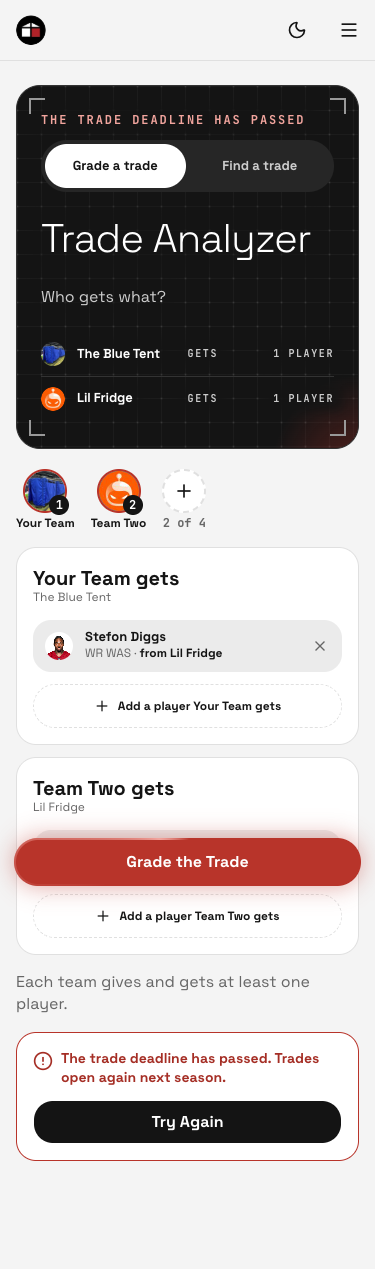 THE TRADE DEADLINE HAS PASSED
Grade a trade
Find a trade
Trade Analyzer
Who gets what?
The Blue Tent GETS 1 PLAYER
Lil Fridge GETS 1 PLAYER
1
2
Your Team
Team Two
2 of 4
Your Team gets
The Blue Tent
Stefon Diggs
WR WAS · from Lil Fridge
Add a player Your Team gets
Team Two gets
Lil Fridge
Grade the Trade
Add a player Team Two gets
Each team gives and gets at least one
player.
The trade deadline has passed. Trades
open again next season.
Try Again